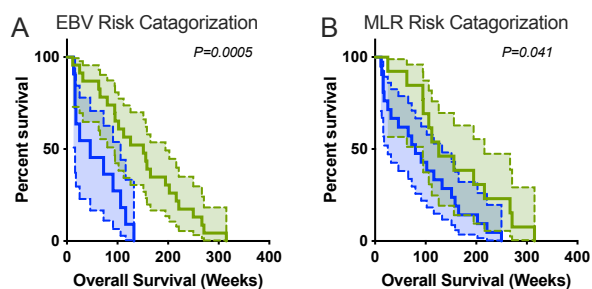 A EBV Risk Catagorization
P=0.0005
Percent survival
100
50
0
0 100 200 300 400
Overall Survival (Weeks)
B MLR Risk Catagorization
P=0.041
Percent survival
100
50
0
0 100 200 300 400
Overall Survival (Weeks)